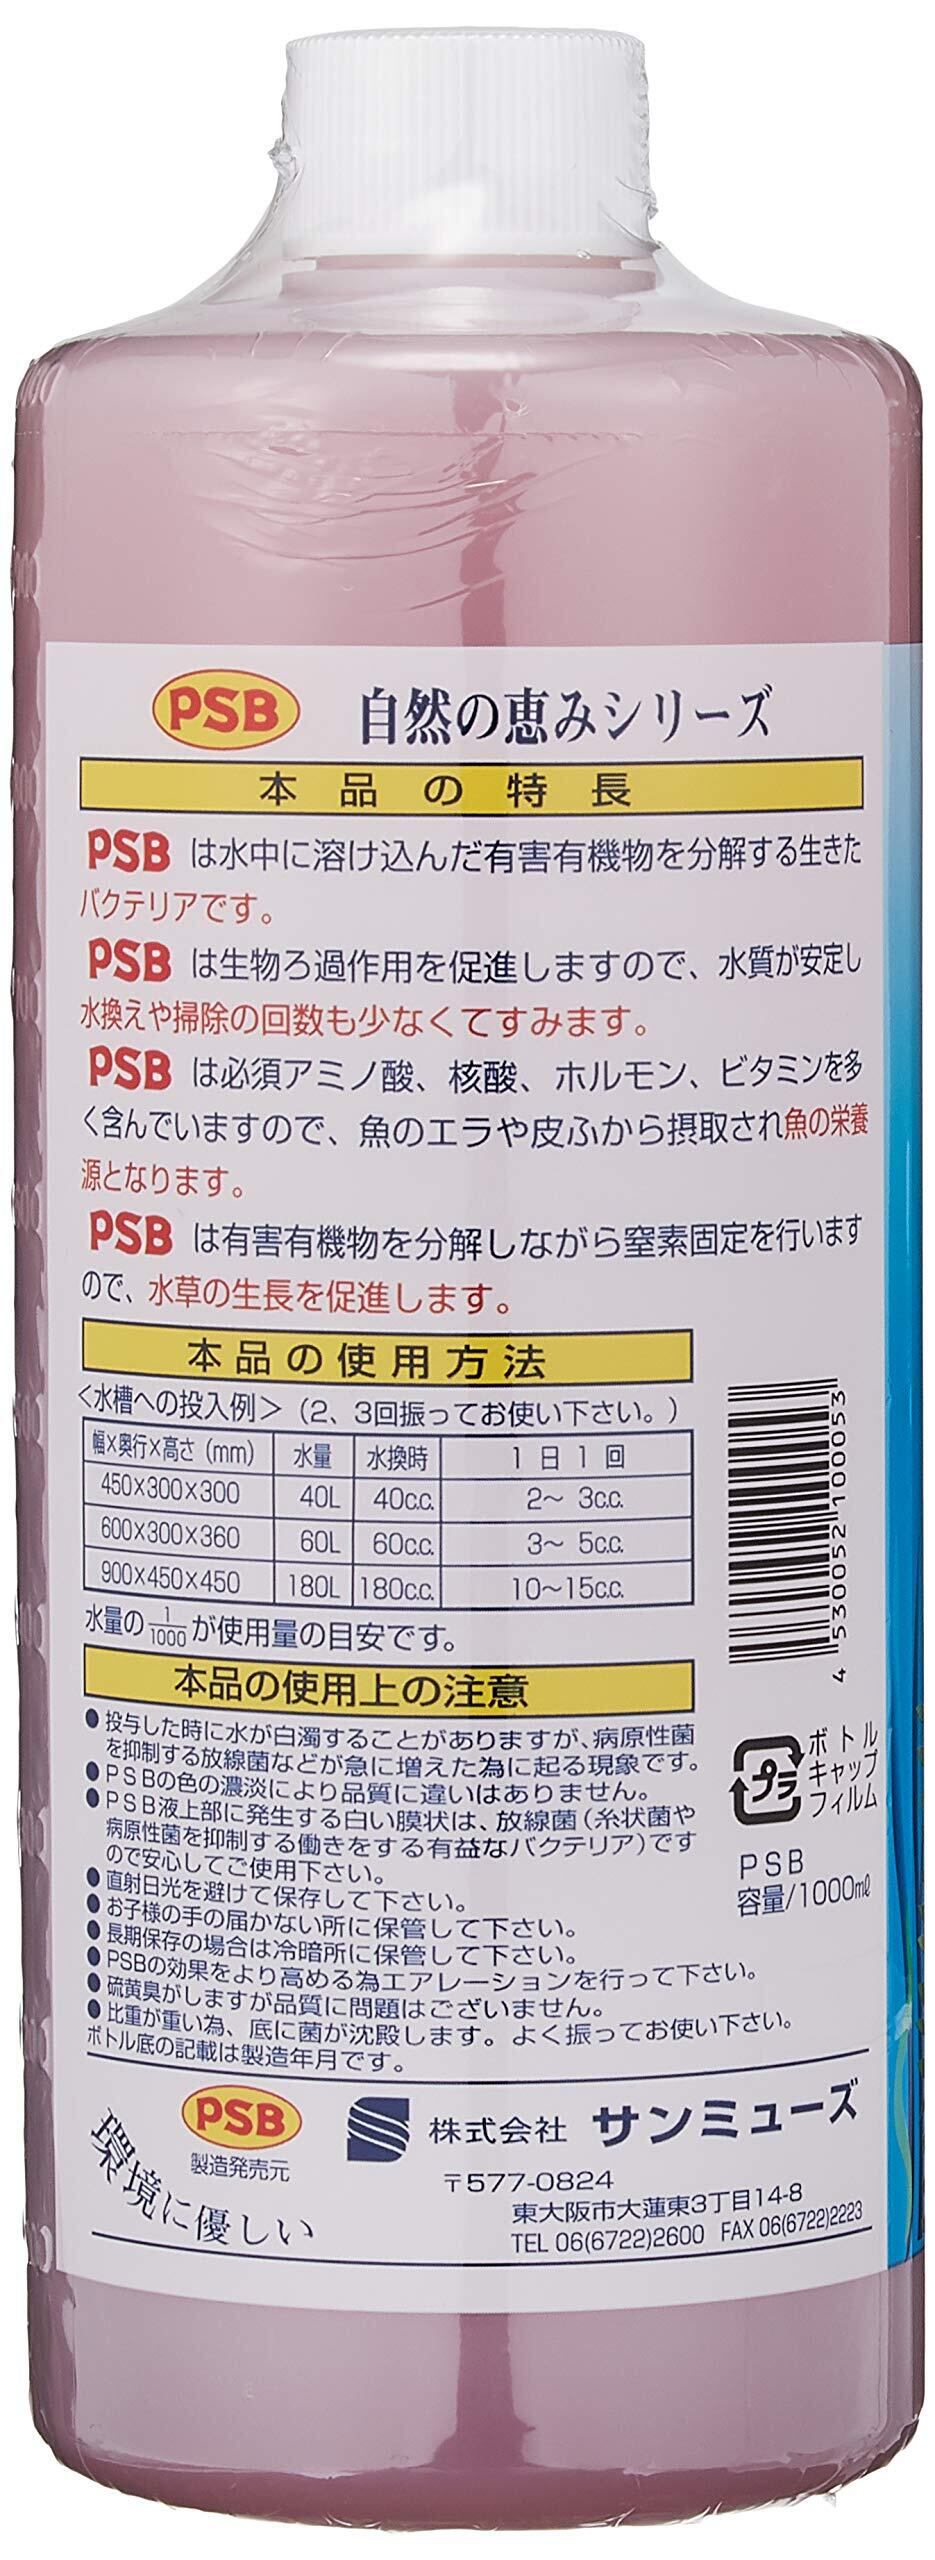 PSB 自然の恵みシリーズ
本品の特長
PSB は水中に溶け込んだ有害有機物を分解する生きた
バクテリアです。
PSB は生物ろ過作用を促進しますので、水質が安定し
水換えや掃除の回数も少なくてすみます。
PSB は必須アミノ酸、核酸、ホルモン、ビタミンを多
く含んでいますので、魚のエラや皮ふから摂取され魚の栄養
源となります。
PSB は有害有機物を分解しながら窒素固定を行います
ので、水草の生長を促進します。
本品の使用方法
<水槽への投入例>(2、3回振ってお使い下さい。)
幅×奥行×高さ(mm) 水量 水換時 1日1回
450×300×300 40L 40c.c. 2~ 3c.c.
600×300×360 60L 60c.c. 3~ 5c.c.
900×450×450 180L 180c.c. 10~15c.c.
水量の1/1000が使用量の目安です。
本品の使用上の注意
●投与した時に水が白濁することがありますが、病原性菌
を抑制する放線菌などが急に増えた為に起る現象です。
●PSBの色の濃淡により品質に違いはありません。
●PSB液上部に発生する白い膜状は、放線菌(糸状菌や
病原性菌を抑制する働きをする有益なバクテリア)です
ので安心してご使用下さい。
●直射日光を避けて保存して下さい。
●お子様の手の届かない所に保管して下さい。
●長期保存の場合は冷暗所に保管して下さい。
●PSBの効果をより高める為エアレーションを行って下さい。
●硫黄臭がしますが品質に問題はございません。
●比重が重い為、底に菌が沈殿します。よく振ってお使い下さい。
ボトル底の記載は製造年月です。
4 530052 100053
プラ
ボトル
キャップ
フィルム
PSB
容量/1000ml
環境に優しい
PSB
製造発売元
株式会社 サンミューズ
〒577-0824
東大阪市大蓮東3丁目14-8
TEL 06(6722)2600 FAX 06(6722)2223